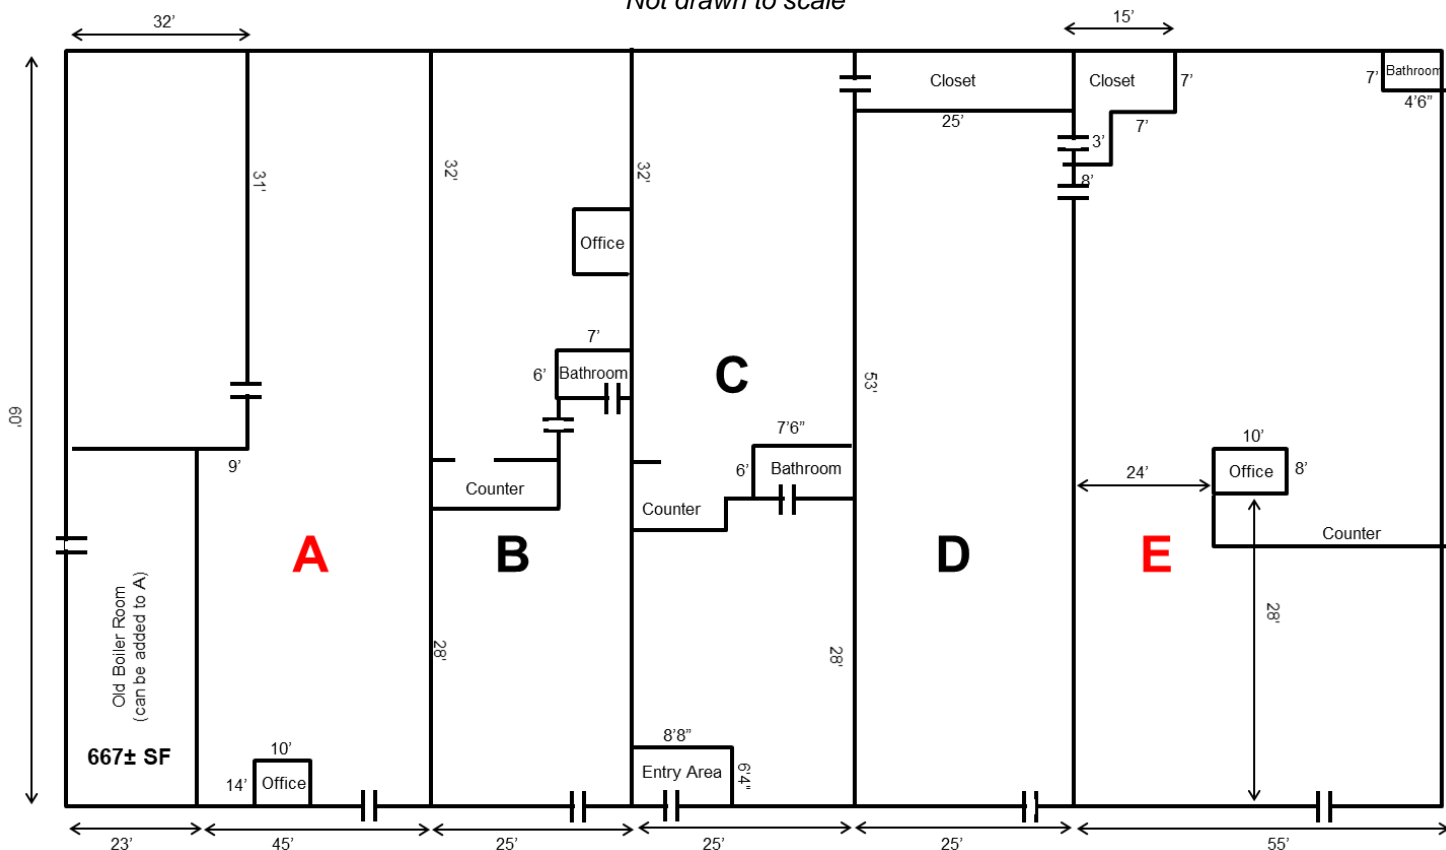 Not drawn to scale
32'
15'
Closet
Closet
7'
7'
Bathroom
4'6"
25'
7'
3'
8'
31'
32'
32'
Office
60'
7'
6'
Bathroom
C
53'
7'6"
6'
Bathroom
9'
10'
Office
8'
24'
Counter
Counter
Counter
A
B
D
E
Old Boiler Room
(can be added to A)
28'
28'
28'
667± SF
10'
14'
Office
8'8"
Entry Area
6'4"
23'
45'
25'
25'
25'
55'